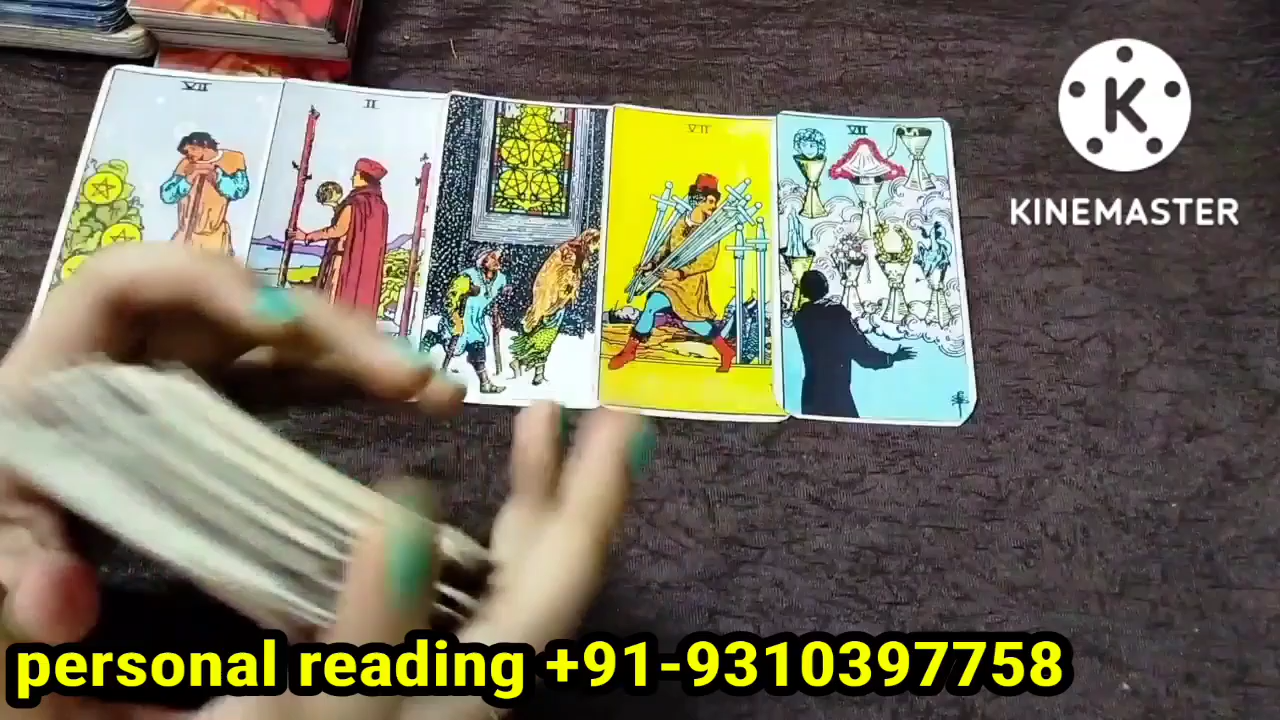 VII
II
VII
VII
K
KINEMASTER
personal reading +91-9310397758